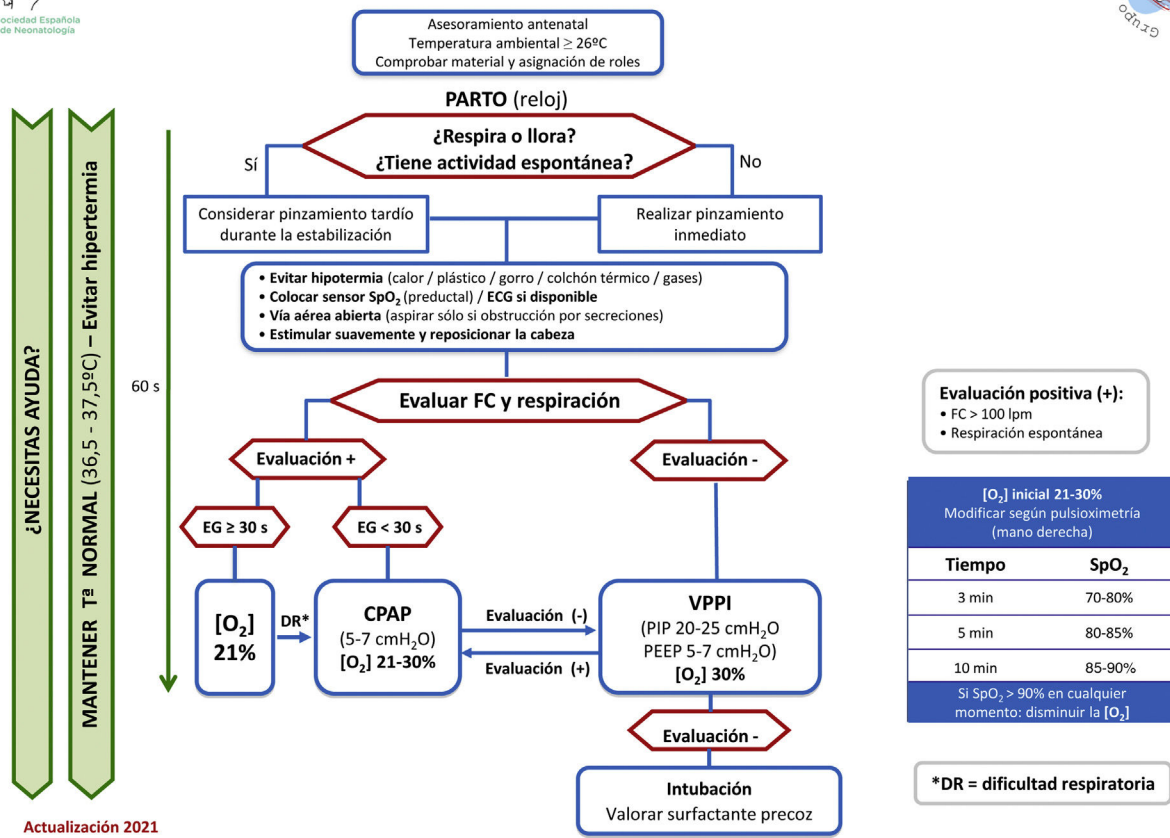 ociedad Española
de Neonatología
Grupo
Asesoramiento antenatal
Temperatura ambiental ≥ 26ºC
Comprobar material y asignación de roles
PARTO (reloj)
¿Respira o llora?
¿Tiene actividad espontánea?
Sí
No
Considerar pinzamiento tardío
durante la estabilización
Realizar pinzamiento
inmediato
• Evitar hipotermia (calor / plástico / gorro / colchón térmico / gases)
• Colocar sensor SpO₂ (preductal) / ECG si disponible
• Vía aérea abierta (aspirar sólo si obstrucción por secreciones)
• Estimular suavemente y reposicionar la cabeza
¿NECESITAS AYUDA?
MANTENER Tª NORMAL (36,5 - 37,5ºC) – Evitar hipertermia
60 s
Evaluar FC y respiración
Evaluación +
Evaluación -
EG ≥ 30 s
EG < 30 s
[O₂]
21%
DR*
CPAP
(5-7 cmH₂O)
[O₂] 21-30%
Evaluación (-)
Evaluación (+)
VPPI
(PIP 20-25 cmH₂O
PEEP 5-7 cmH₂O)
[O₂] 30%
Evaluación -
Intubación
Valorar surfactante precoz
Evaluación positiva (+):
• FC > 100 lpm
• Respiración espontánea
[O₂] inicial 21-30%
Modificar según pulsioximetría
(mano derecha)
Tiempo SpO₂
3 min 70-80%
5 min 80-85%
10 min 85-90%
Si SpO₂ > 90% en cualquier
momento: disminuir la [O₂]
*DR = dificultad respiratoria
Actualización 2021